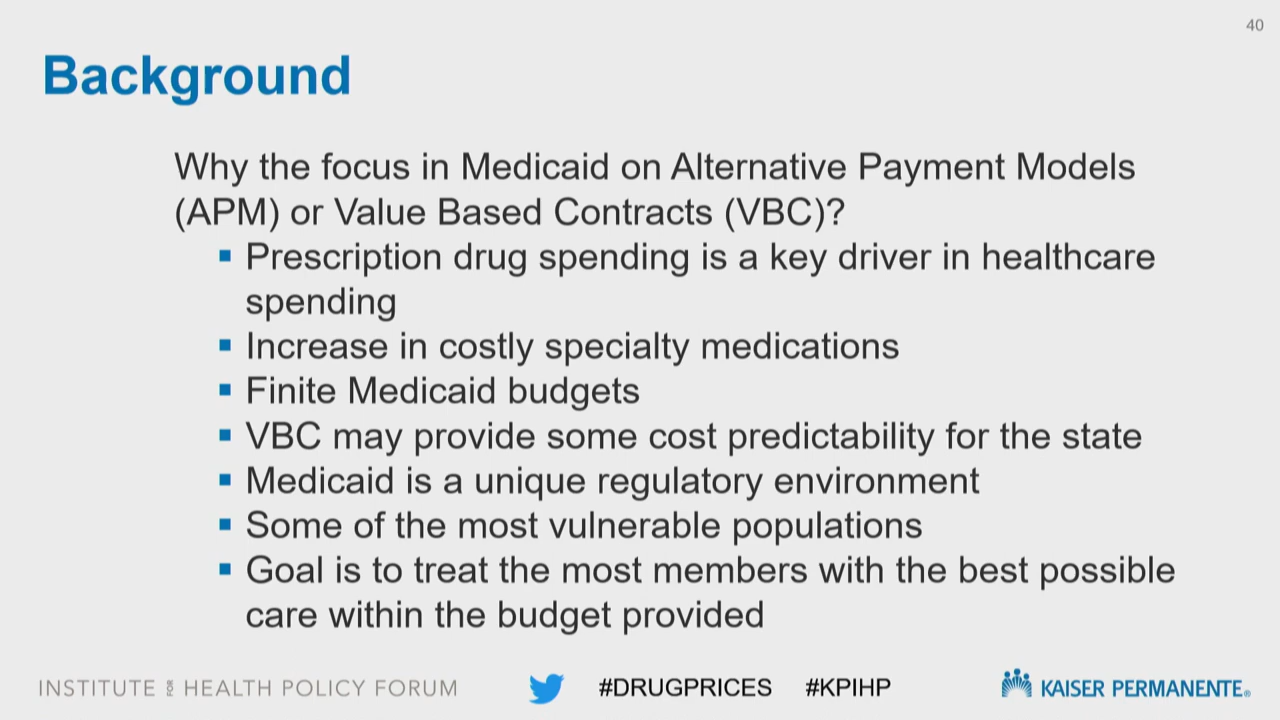 40
Background
Why the focus in Medicaid on Alternative Payment Models
(APM) or Value Based Contracts (VBC)?
▪ Prescription drug spending is a key driver in healthcare
spending
▪ Increase in costly specialty medications
▪ Finite Medicaid budgets
▪ VBC may provide some cost predictability for the state
▪ Medicaid is a unique regulatory environment
▪ Some of the most vulnerable populations
▪ Goal is to treat the most members with the best possible
care within the budget provided
INSTITUTE FOR HEALTH POLICY FORUM #DRUGPRICES #KPIHP KAISER PERMANENTE®